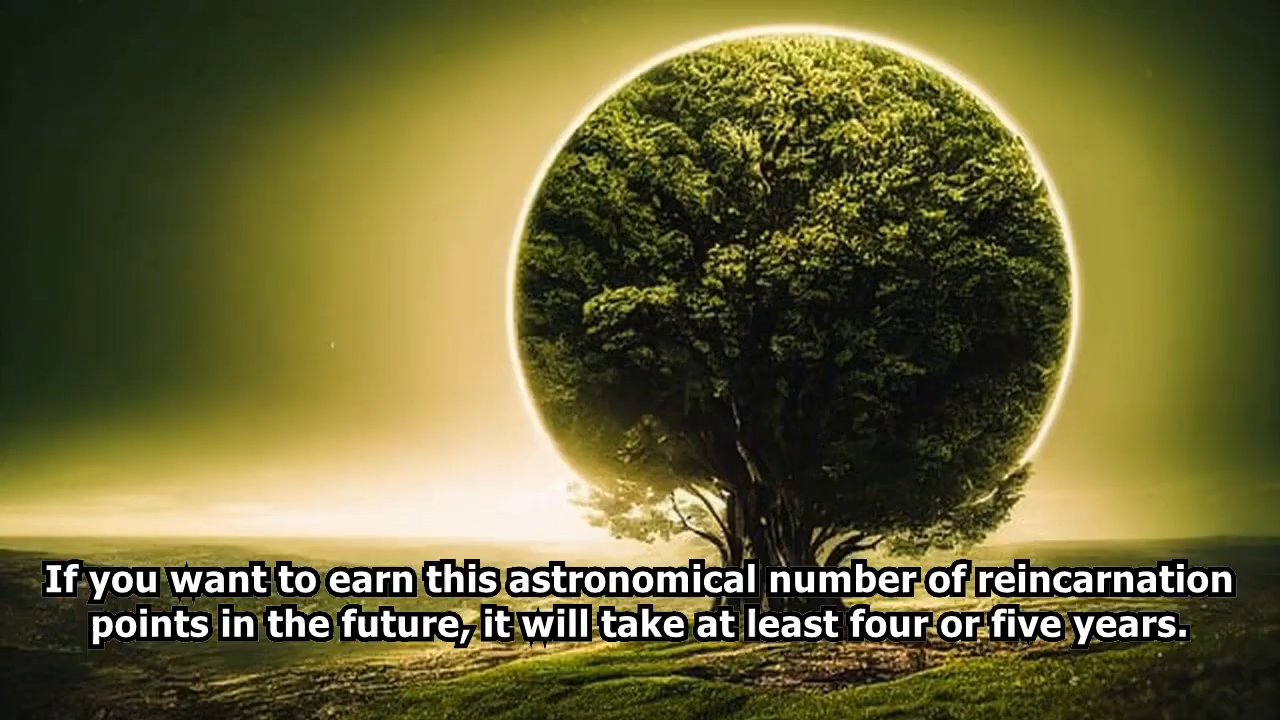 If you want to earn this astronomical number of reincarnation
points in the future, it will take at least four or five years.